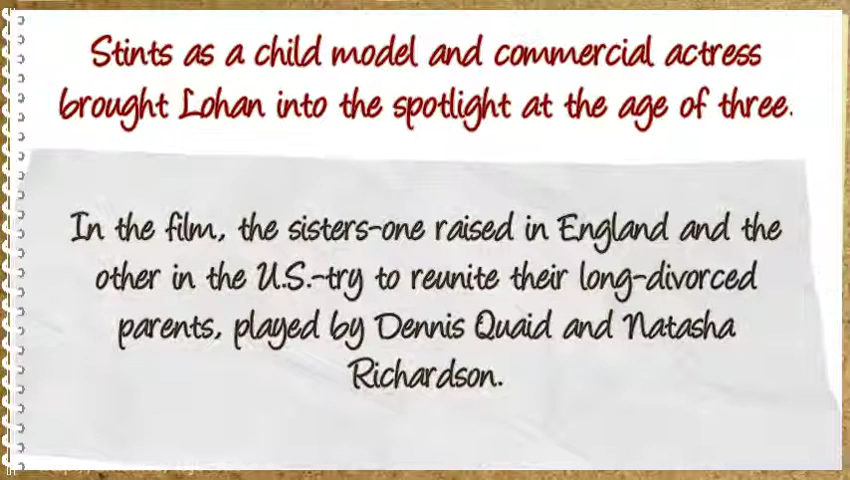 Stints as a child model and commercial actress
brought Lohan into the spotlight at the age of three.
In the film, the sisters-one raised in England and the
other in the U.S.-try to reunite their long-divorced
parents, played by Dennis Quaid and Natasha
Richardson.